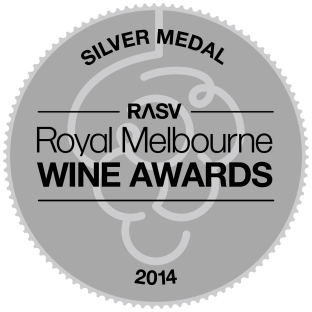 SILVER MEDAL
RASV
Royal Melbourne
WINE AWARDS
2014